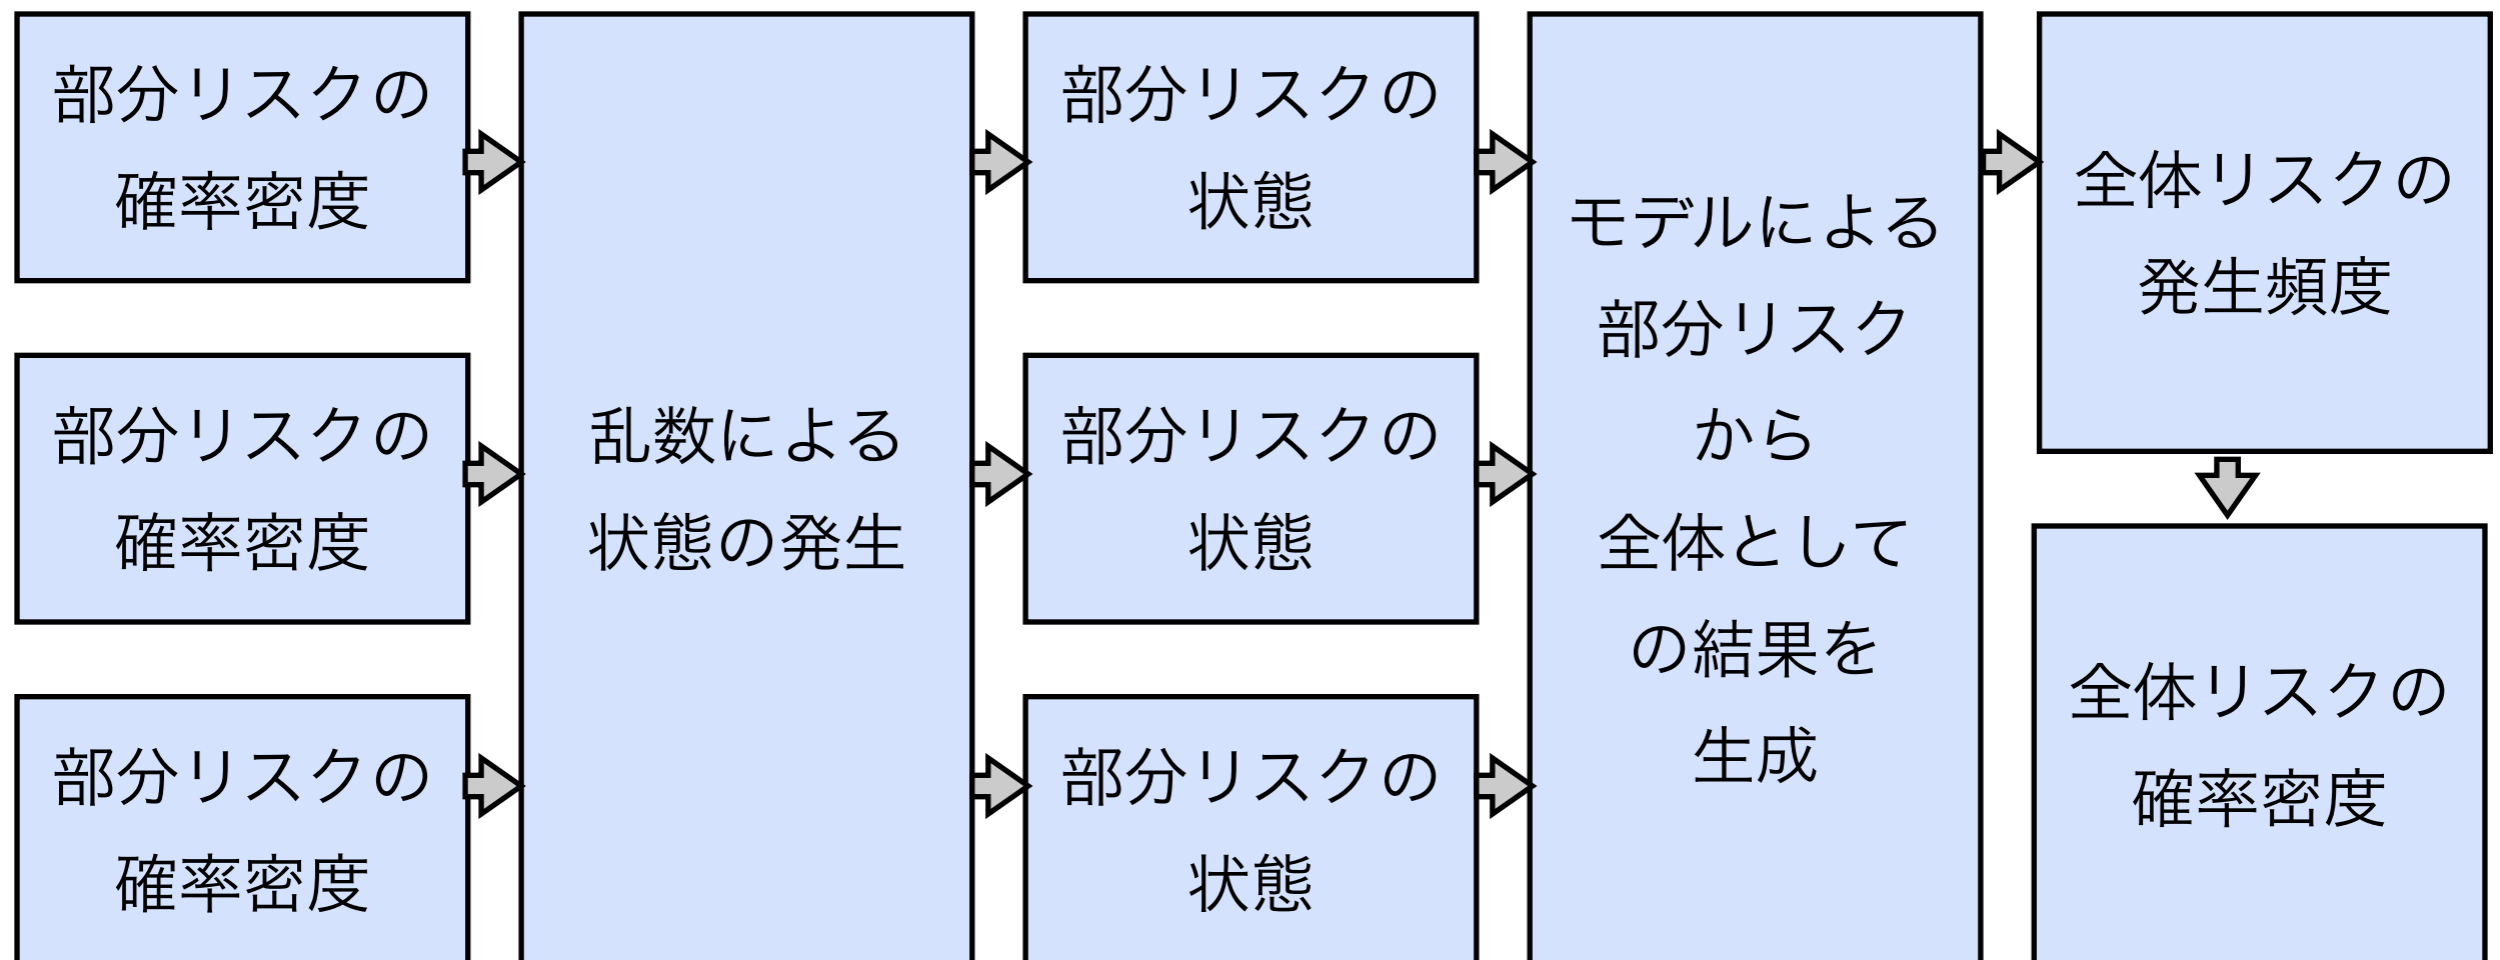 部分リスクの
確率密度
部分リスクの
確率密度
部分リスクの
確率密度
乱数による
状態の発生
部分リスクの
状態
部分リスクの
状態
部分リスクの
状態
モデルによる
部分リスク
から
全体として
の結果を
生成
全体リスクの
発生頻度
全体リスクの
確率密度